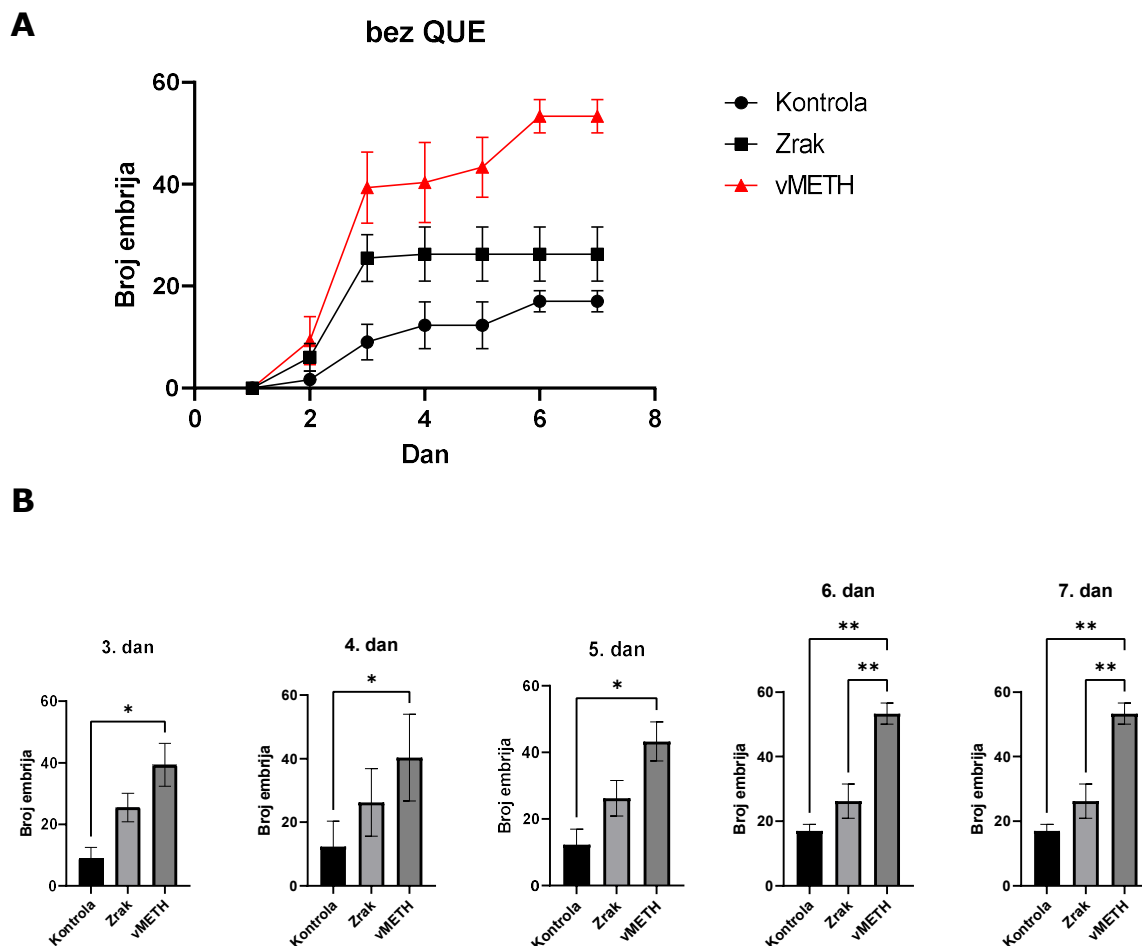 A
bez QUE
Broj embrija
60
40
20
0
0 2 4 6 8
Dan
Kontrola
Zrak
vMETH
B
3. dan
*
Broj embrija
60
40
20
0
Kontrola Zrak vMETH
4. dan
*
Broj embrija
60
40
20
0
Kontrola Zrak vMETH
5. dan
*
Broj embrija
60
40
20
0
Kontrola Zrak vMETH
6. dan
**
**
Broj embrija
60
40
20
0
Kontrola Zrak vMETH
7. dan
**
**
Broj embrija
60
40
20
0
Kontrola Zrak vMETH